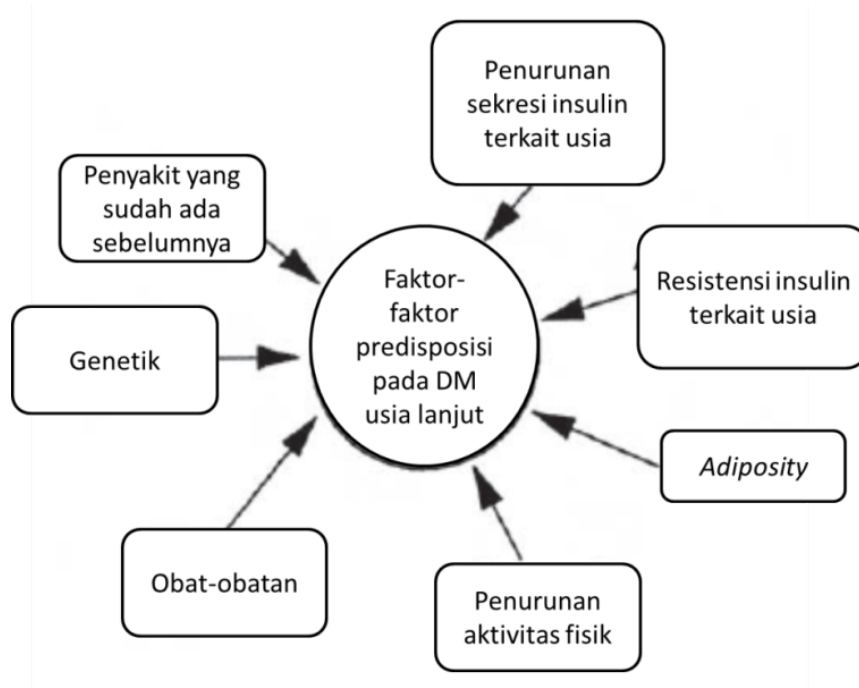 Penurunan
sekresi insulin
terkait usia
Penyakit yang
sudah ada
sebelumnya
Faktor-
faktor
predisposisi
pada DM
usia lanjut
Resistensi insulin
terkait usia
Genetik
Adiposity
Obat-obatan
Penurunan
aktivitas fisik